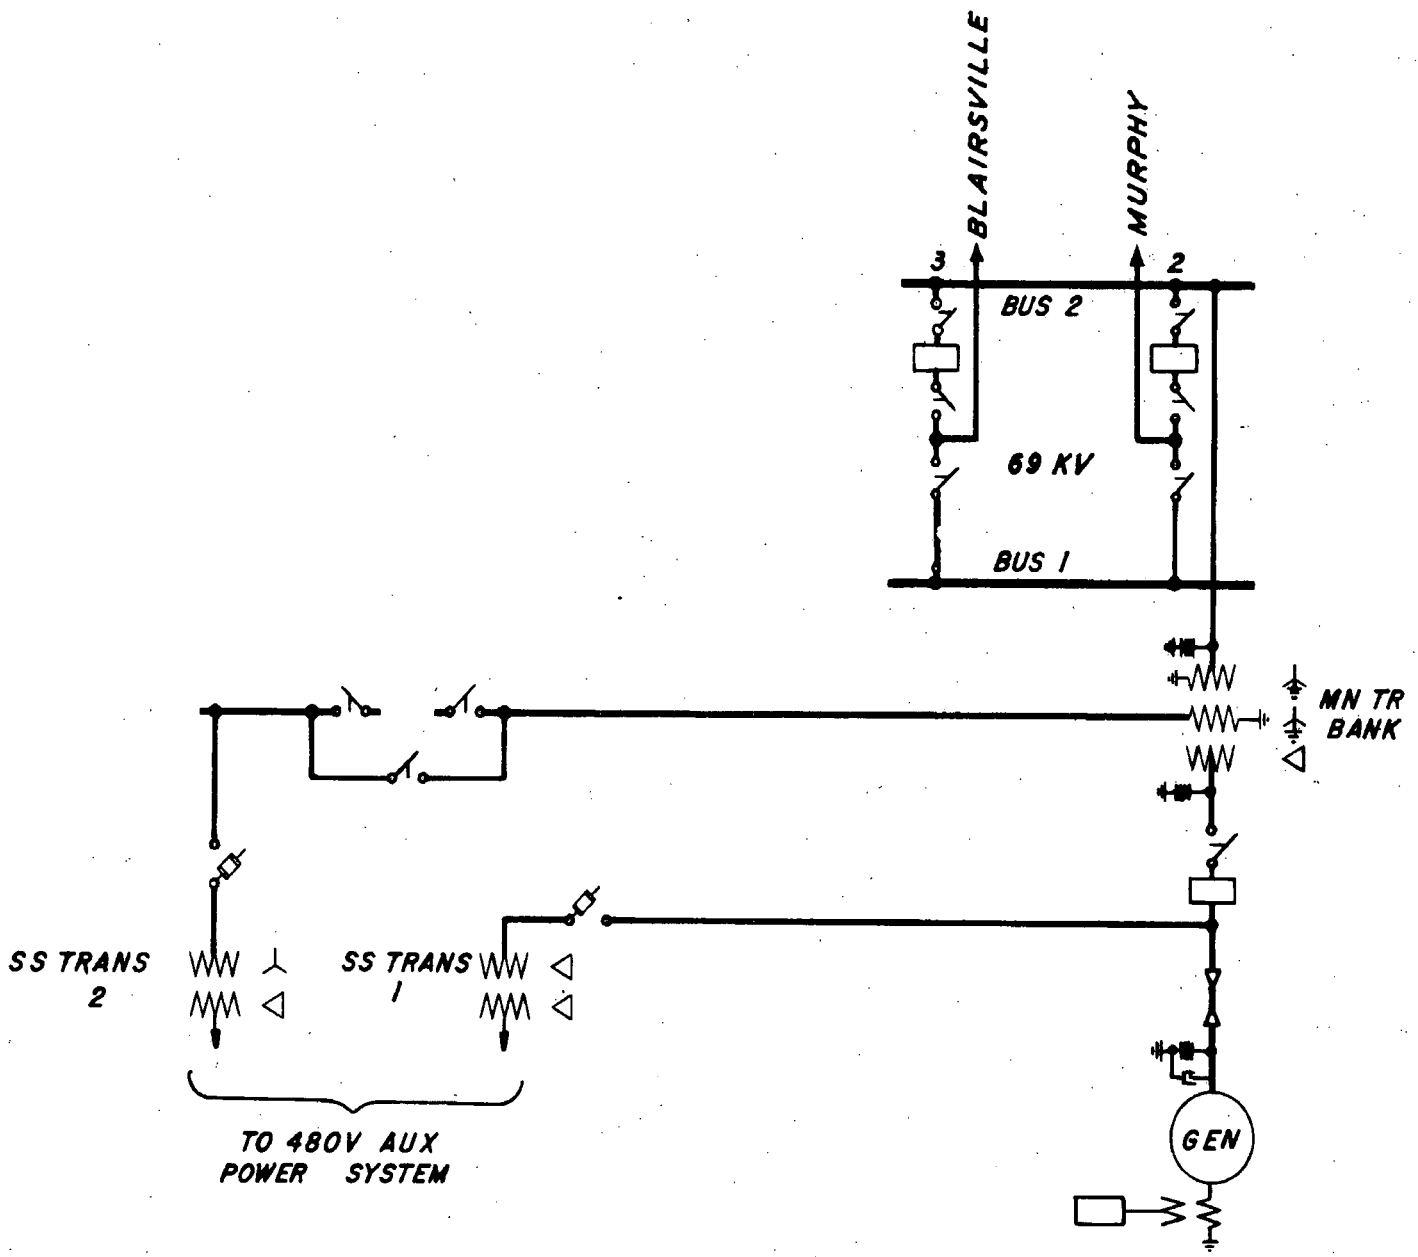 BLAIRSVILLE
MURPHY
3
2
BUS 2
69 KV
BUS 1
MN TR
BANK
SS TRANS
2
SS TRANS
1
TO 480V AUX
POWER SYSTEM
GEN